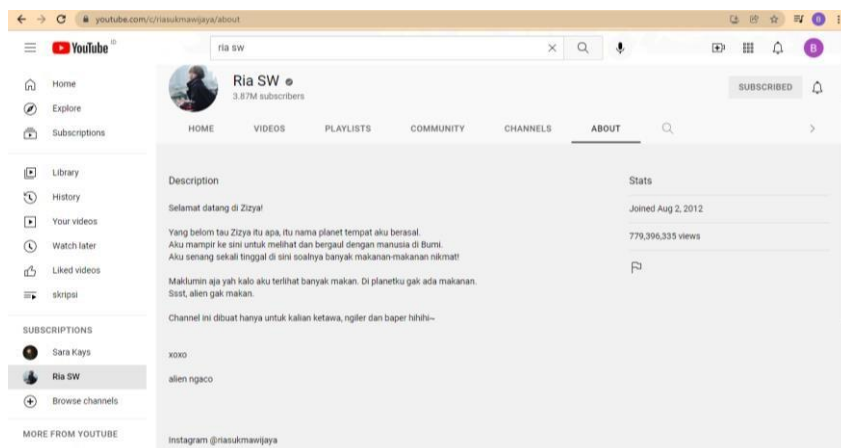 youtube.com/c/riasukmawijaya/about
B
YouTube ID
ria sw
B
Home
Explore
Subscriptions
Library
History
Your videos
Watch later
Liked videos
skripsi
SUBSCRIPTIONS
Sara Kays
Ria SW
Browse channels
MORE FROM YOUTUBE
Ria SW
3.87M subscribers
SUBSCRIBED
HOME VIDEOS PLAYLISTS COMMUNITY CHANNELS ABOUT
Description
Selamat datang di Zizya!
Yang belom tau Zizya itu apa, itu nama planet tempat aku berasal.
Aku mampir ke sini untuk melihat dan bergaul dengan manusia di Bumi.
Aku senang sekali tinggal di sini soalnya banyak makanan-makanan nikmat!
Maklumin aja yah kalo aku terlihat banyak makan. Di planetku gak ada makanan.
Ssst, alien gak makan.
Channel ini dibuat hanya untuk kalian ketawa, ngiler dan baper hihihi~
xoxo
alien ngaco
Instagram @riasukmawijaya
Stats
Joined Aug 2, 2012
779,396,335 views